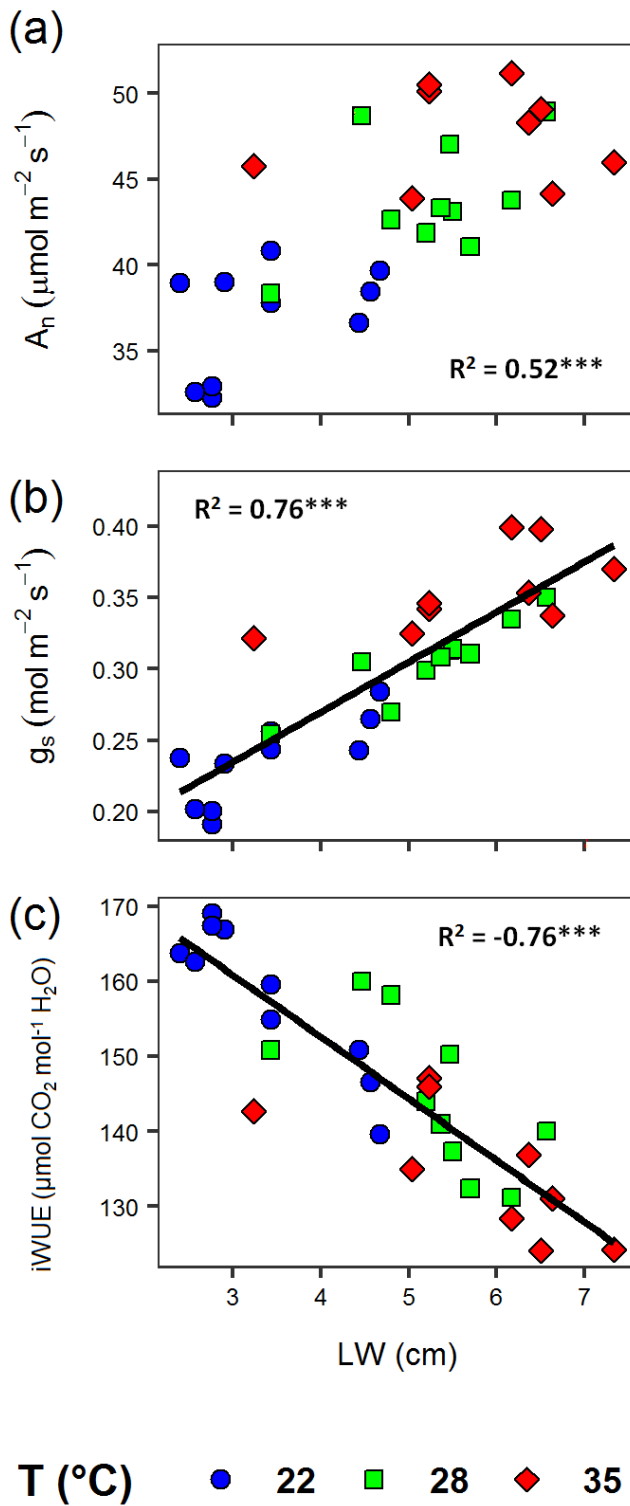 (a)
Aₙ (μmol m⁻² s⁻¹)
50
45
40
35
R² = 0.52***
(b)
gₛ (mol m⁻² s⁻¹)
0.40
0.35
0.30
0.25
0.20
R² = 0.76***
(c)
iWUE (μmol CO₂ mol⁻¹ H₂O)
170
160
150
140
130
R² = -0.76***
3 4 5 6 7
LW (cm)
T (°C) 22 28 35